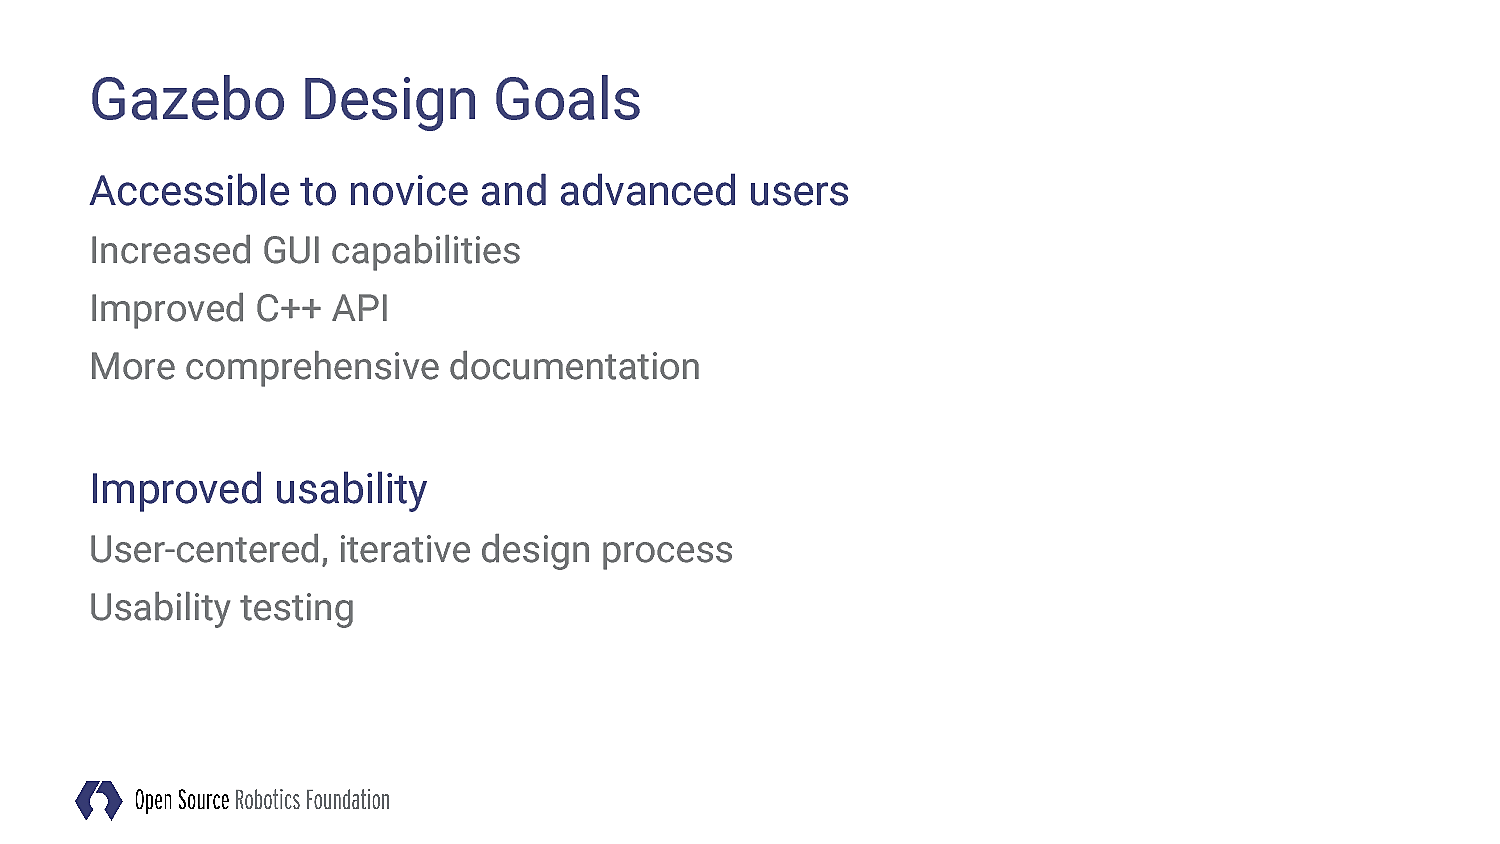 Gazebo Design Goals
Accessible to novice and advanced users
Increased GUI capabilities
Improved C++ API
More comprehensive documentation
Improved usability
User-centered, iterative design process
Usability testing
Open Source Robotics Foundation